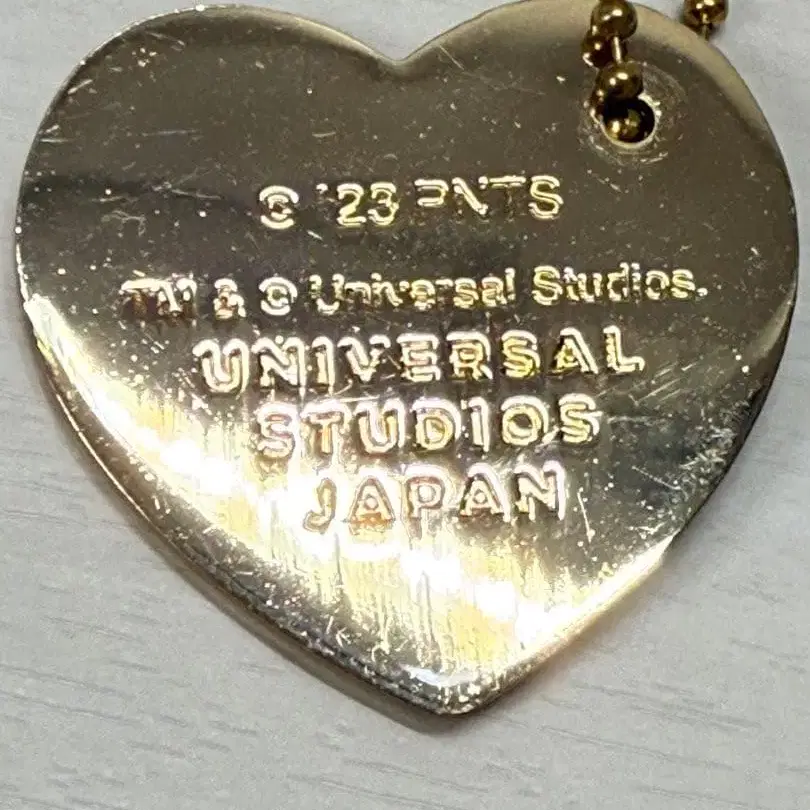 © '23 PNTS
TM & © Universal Studios.
UNIVERSAL
STUDIOS
JAPAN